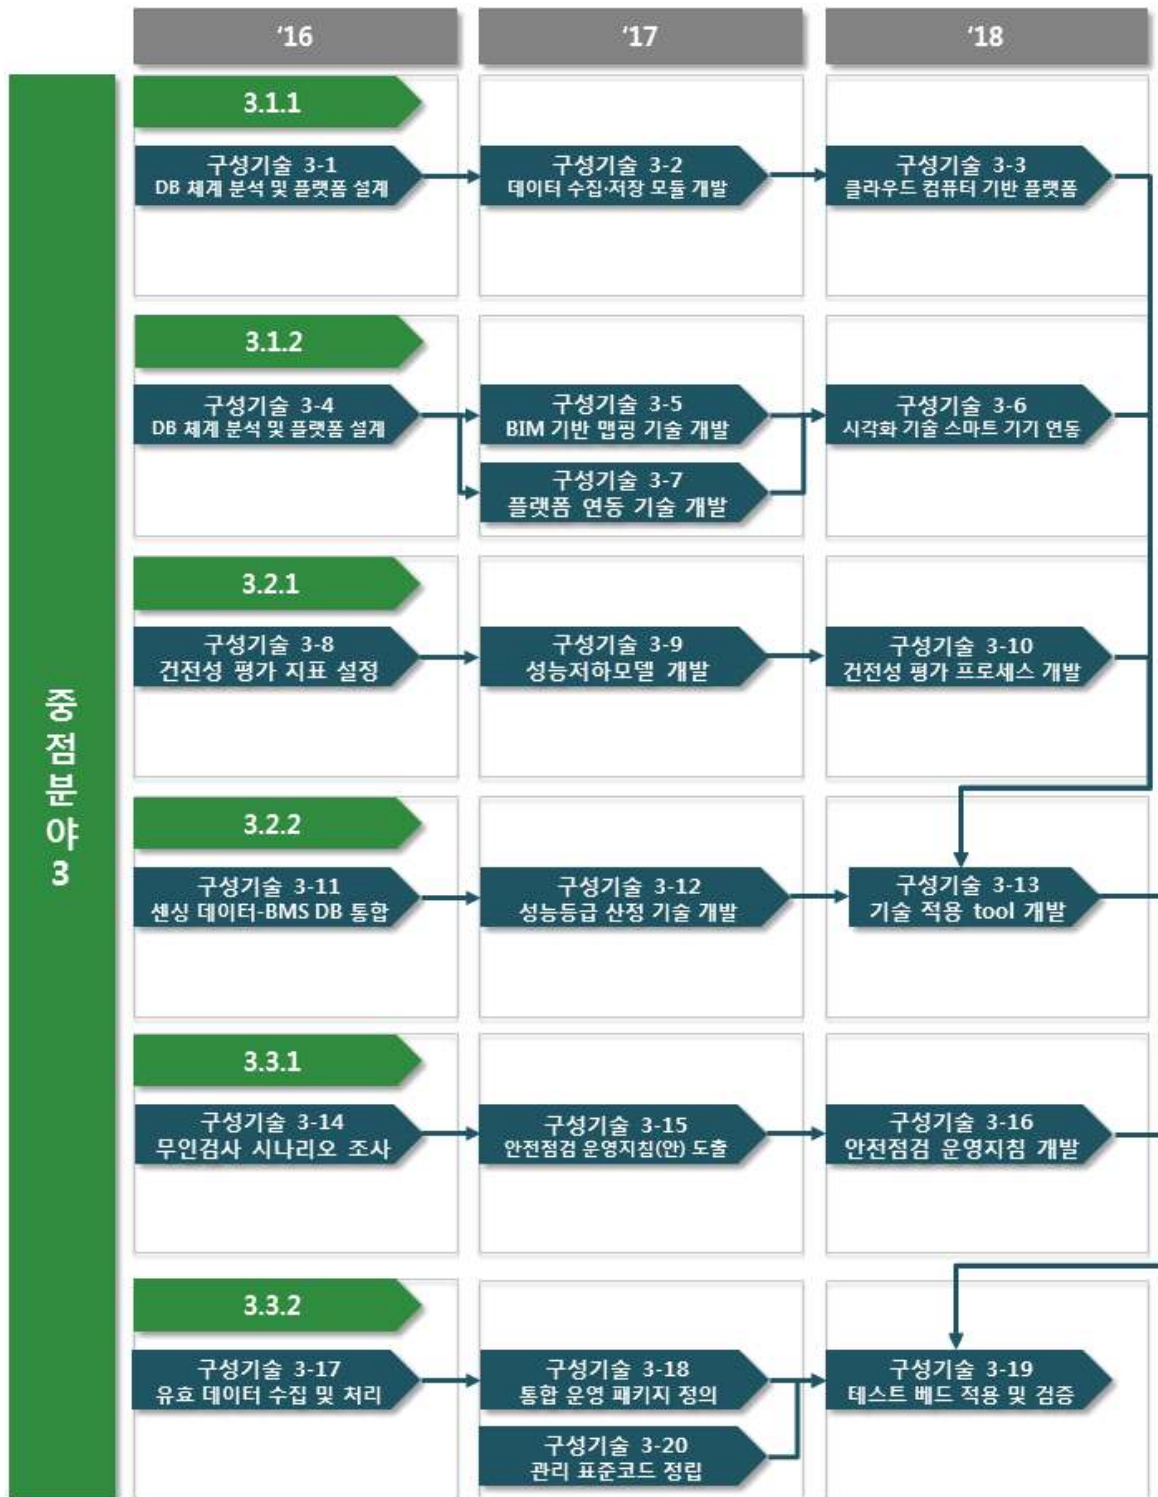 '16
'17
'18
중점분야3
3.1.1
구성기술 3-1
DB 체계 분석 및 플랫폼 설계
구성기술 3-2
데이터 수집·저장 모듈 개발
구성기술 3-3
클라우드 컴퓨터 기반 플랫폼
3.1.2
구성기술 3-4
DB 체계 분석 및 플랫폼 설계
구성기술 3-5
BIM 기반 맵핑 기술 개발
구성기술 3-6
시각화 기술 스마트 기기 연동
구성기술 3-7
플랫폼 연동 기술 개발
3.2.1
구성기술 3-8
건전성 평가 지표 설정
구성기술 3-9
성능저하모델 개발
구성기술 3-10
건전성 평가 프로세스 개발
3.2.2
구성기술 3-11
센싱 데이터-BMS DB 통합
구성기술 3-12
성능등급 산정 기술 개발
구성기술 3-13
기술 적용 tool 개발
3.3.1
구성기술 3-14
무인검사 시나리오 조사
구성기술 3-15
안전점검 운영지침(안) 도출
구성기술 3-16
안전점검 운영지침 개발
3.3.2
구성기술 3-17
유효 데이터 수집 및 처리
구성기술 3-18
통합 운영 패키지 정의
구성기술 3-19
테스트 베드 적용 및 검증
구성기술 3-20
관리 표준코드 정립